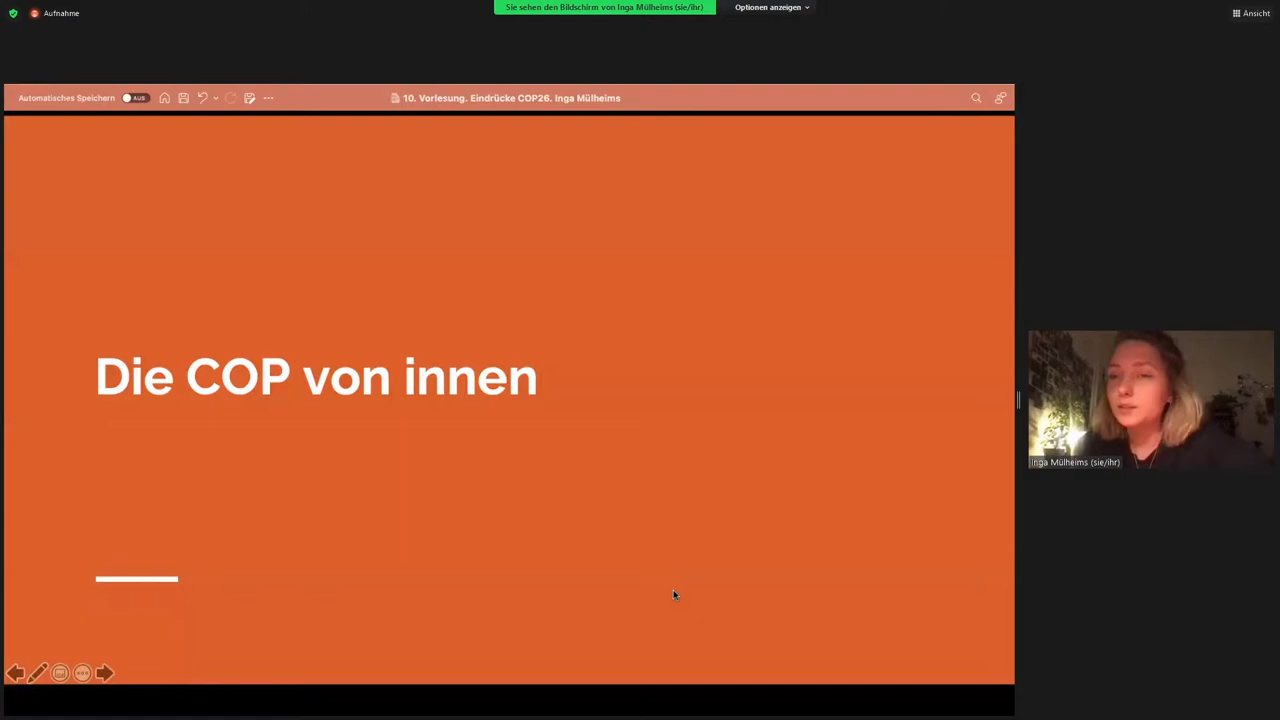 Aufnahme
Sie sehen den Bildschirm von Inga Mülheims (sie/ihr)
Optionen anzeigen
Ansicht
Automatisches Speichern
AUS
10. Vorlesung. Eindrücke COP26. Inga Mülheims
Die COP von innen
Inga Mülheims (sie/ihr)